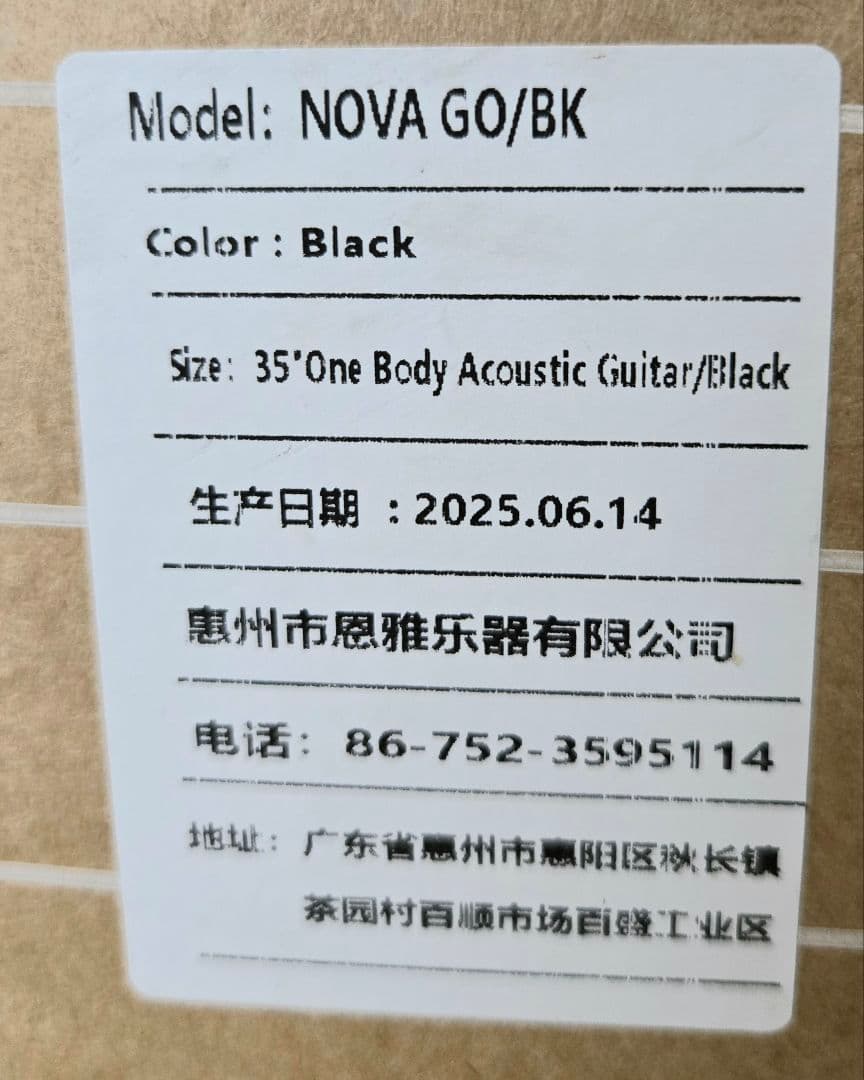 Model: NOVA GO/BK
Color : Black
Size: 35'One Body Acoustic Guitar/Black
生产日期 :2025.06.14
惠州市恩雅乐器有限公司
电话: 86-752-3595114
地址: 广东省惠州市惠阳区秋长镇
茶园村百顺市场百隆工业区